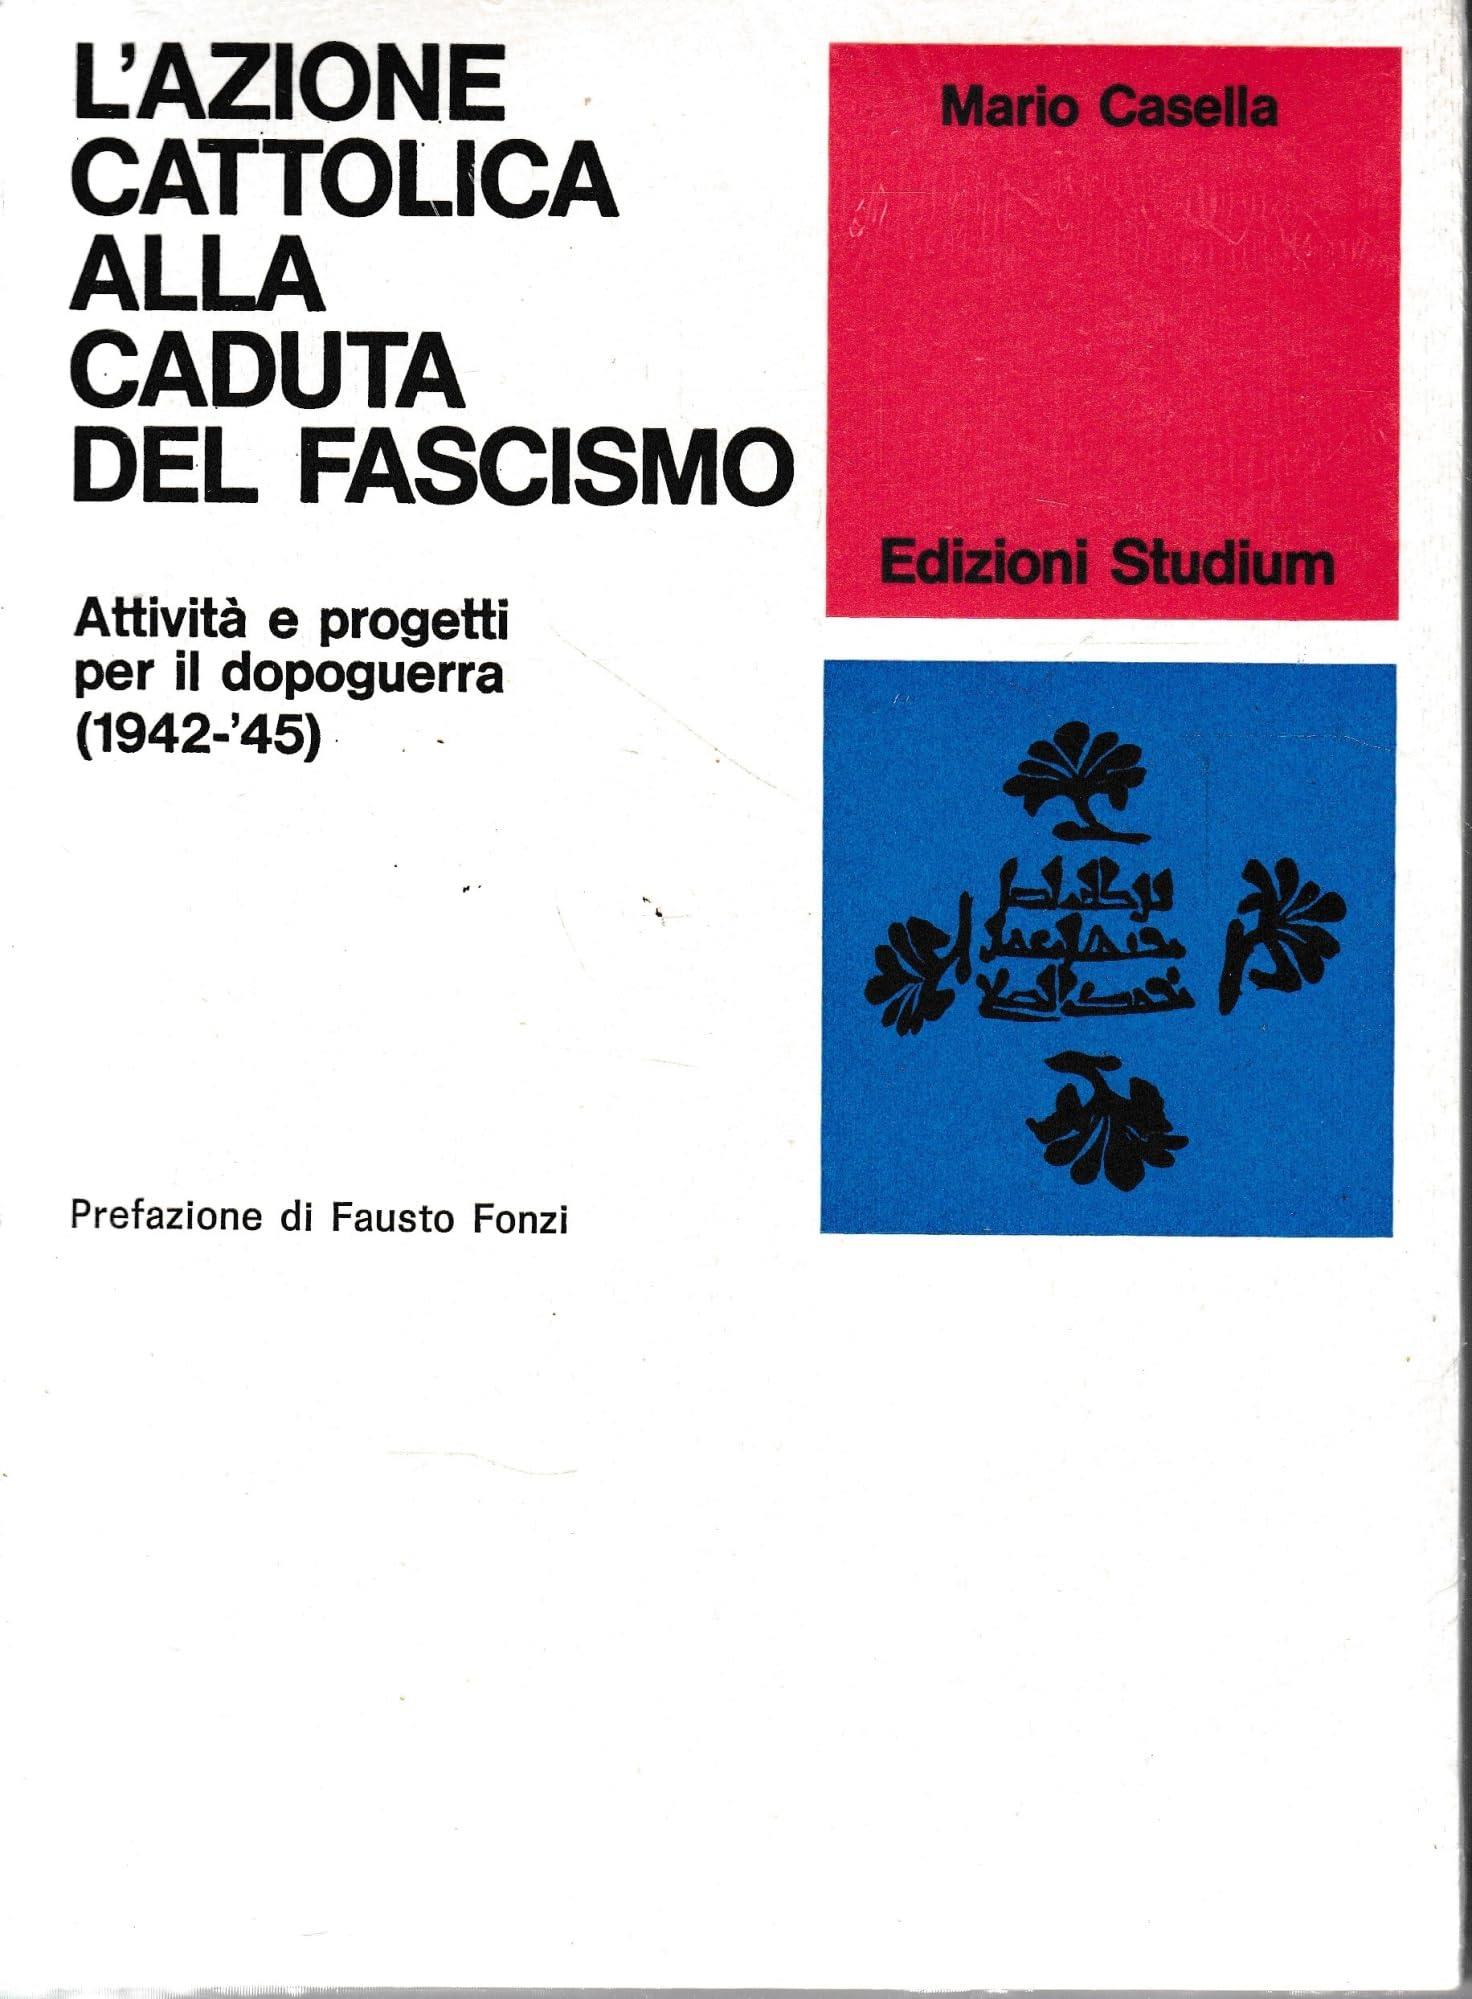 L'AZIONE
CATTOLICA
ALLA
CADUTA
DEL FASCISMO
Attività e progetti
per il dopoguerra
(1942-'45)
Prefazione di Fausto Fonzi
Mario Casella
Edizioni Studium